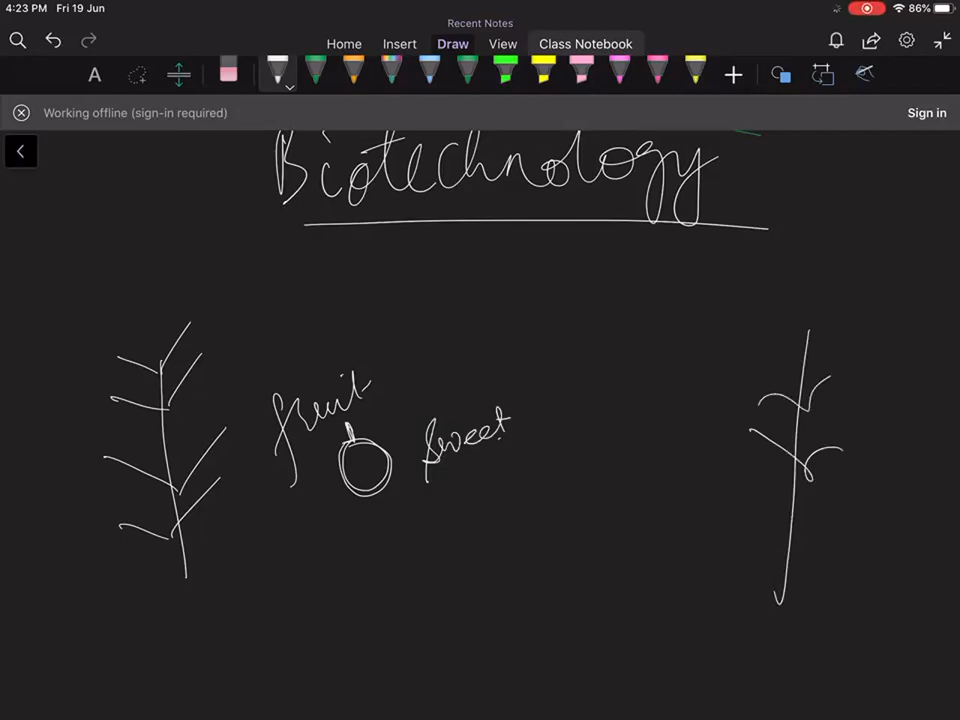 4:23 PM Fri 19 Jun
86%
Recent Notes
Home Insert Draw View Class Notebook
A
Working offline (sign-in required)
Sign in
Biotechnology
fruit
sweet